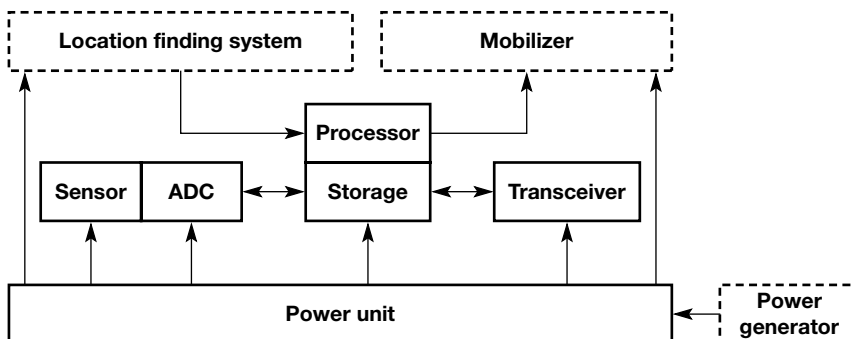 Location finding system
Mobilizer
Processor
Sensor
ADC
Storage
Transceiver
Power unit
Power
generator